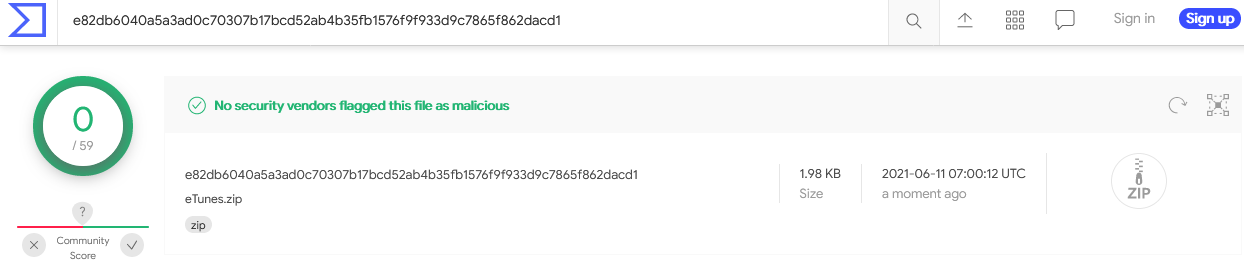 e82db6040a5a3ad0c70307b17bcd52ab4b35fb1576f9f933d9c7865f862dacd1
Sign in
Sign up
0
/ 59
?
Community
Score
No security vendors flagged this file as malicious
e82db6040a5a3ad0c70307b17bcd52ab4b35fb1576f9f933d9c7865f862dacd1
eTunes.zip
zip
1.98 KB
Size
2021-06-11 07:00:12 UTC
a moment ago
ZIP